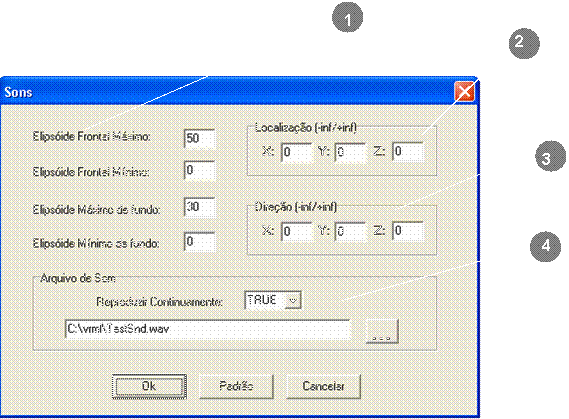 1
2
Sons
Elipsóide Frontal Máximo: 50
Localização (-inf/+inf)
X: 0 Y: 0 Z: 0
3
Elipsóide Frontal Mínimo: 0
Elipsóide Máximo de fundo: 30
Direção (-inf/+inf)
X: 0 Y: 0 Z: 0
Elipsóide Mínimo de fundo: 0
4
Arquivo de Som
Reproduzir Continuamente: TRUE
C:\vrml\TestSnd.wav
...
Ok Padrão Cancelar